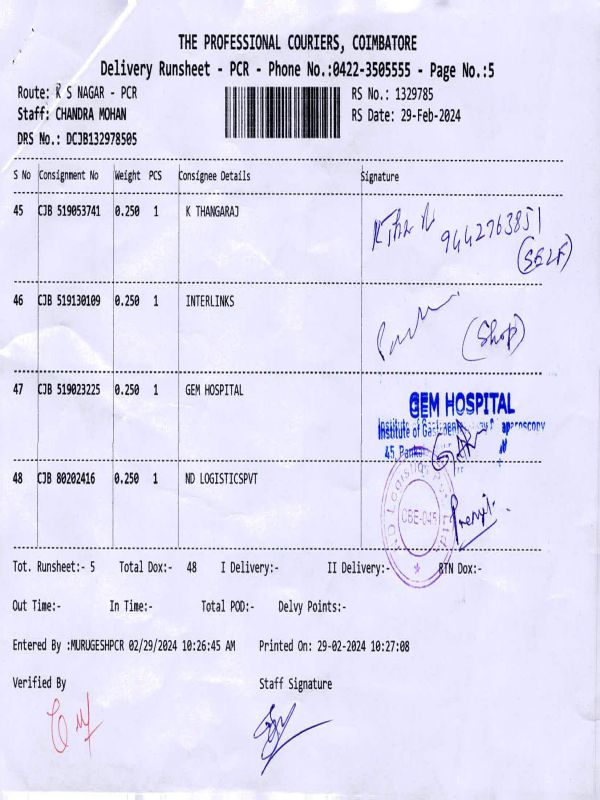 THE PROFESSIONAL COURIERS, COIMBATORE
Delivery Runsheet - PCR - Phone No.:0422-3505555 - Page No.:5
Route: R S NAGAR - PCR RS No.: 1329785
Staff: CHANDRA MOHAN RS Date: 29-Feb-2024
DRS No.: DCJB132978505
S No Consignment No Weight PCS Consignee Details Signature
45 CJB 519053741 0.250 1 K THANGARAJ
9442763851
(SELF)
46 CJB 519130109 0.250 1 INTERLINKS
(Shop)
47 CJB 519023225 0.250 1 GEM HOSPITAL
GEM HOSPITAL
Institute of
45,
48 CJB 80202416 0.250 1 ND LOGISTICSPVT
CBE-045
Tot. Runsheet:- 5 Total Dox:- 48 I Delivery:- II Delivery:- RTN Dox:-
Out Time:- In Time:- Total POD:- Delvy Points:-
Entered By :MURUGESHPCR 02/29/2024 10:26:45 AM Printed On: 29-02-2024 10:27:08
Verified By Staff Signature